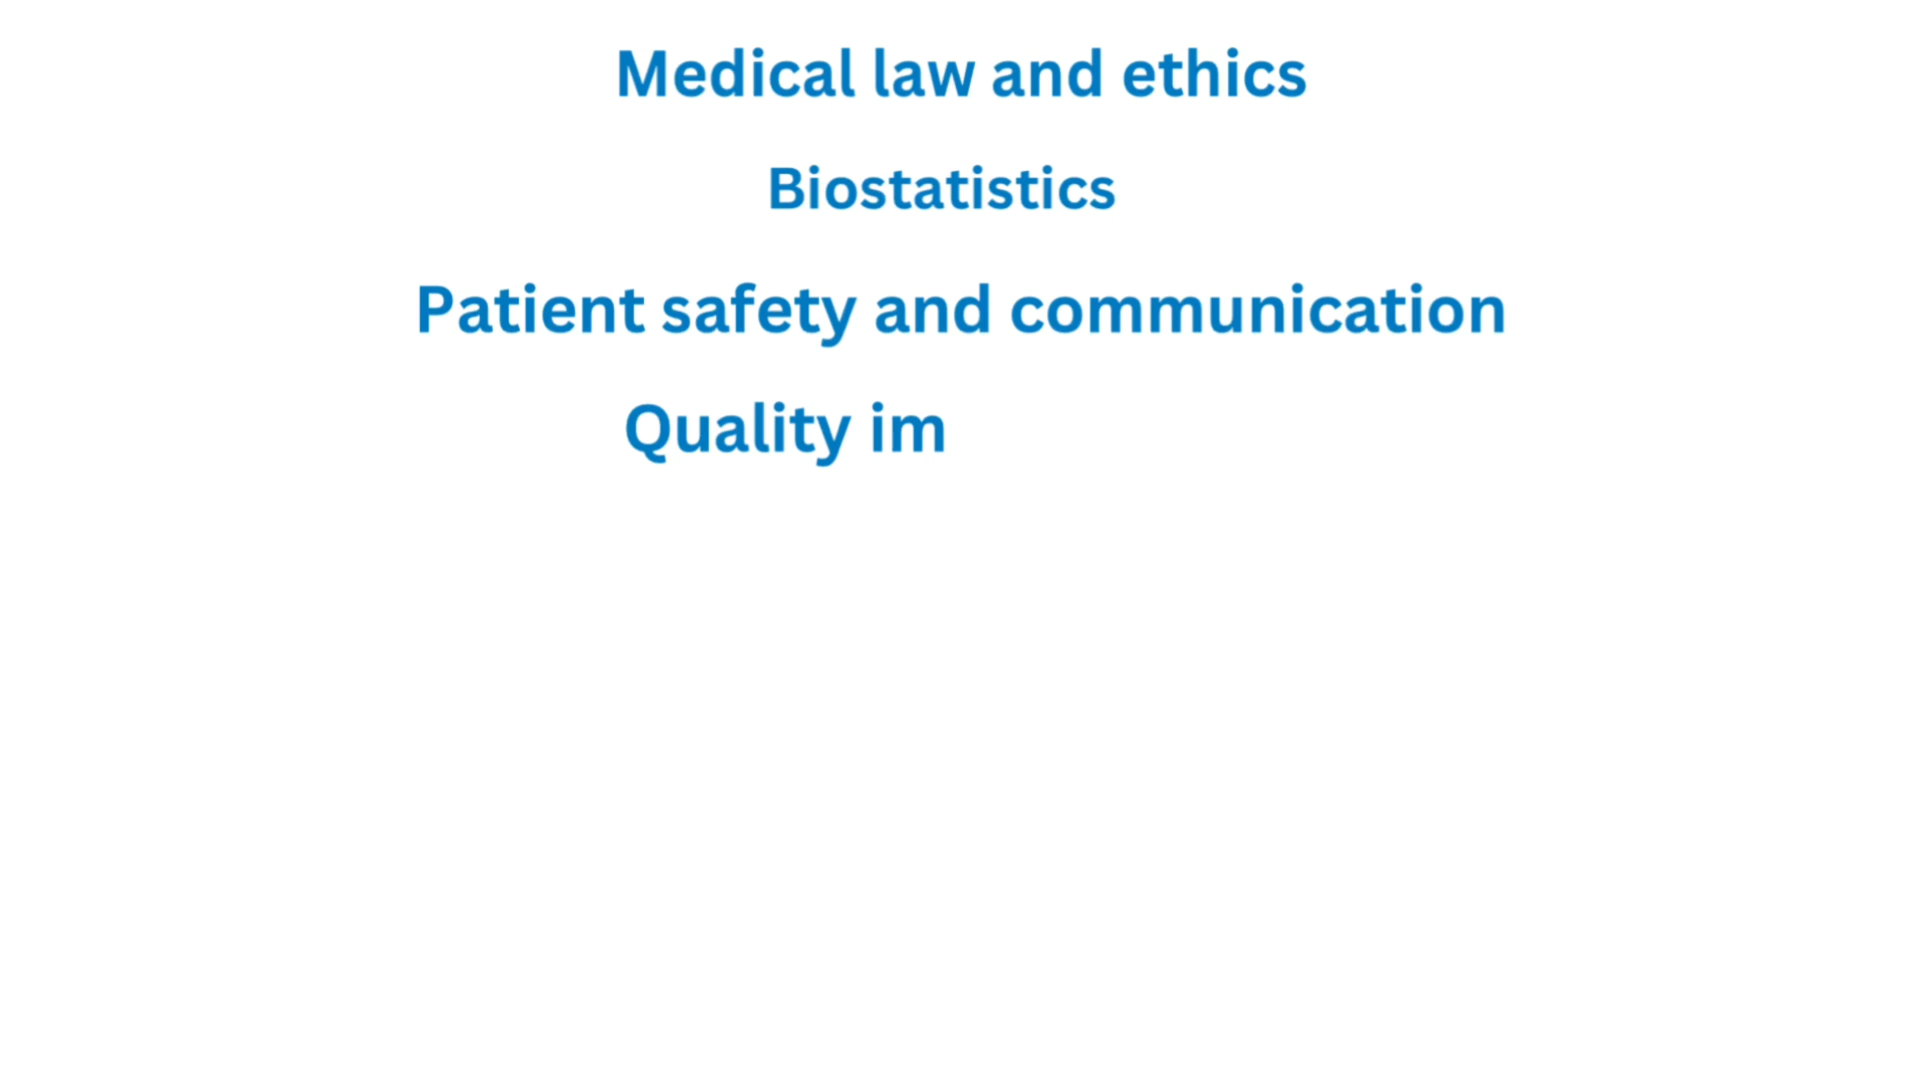 Medical law and ethics
Biostatistics
Patient safety and communication
Quality im